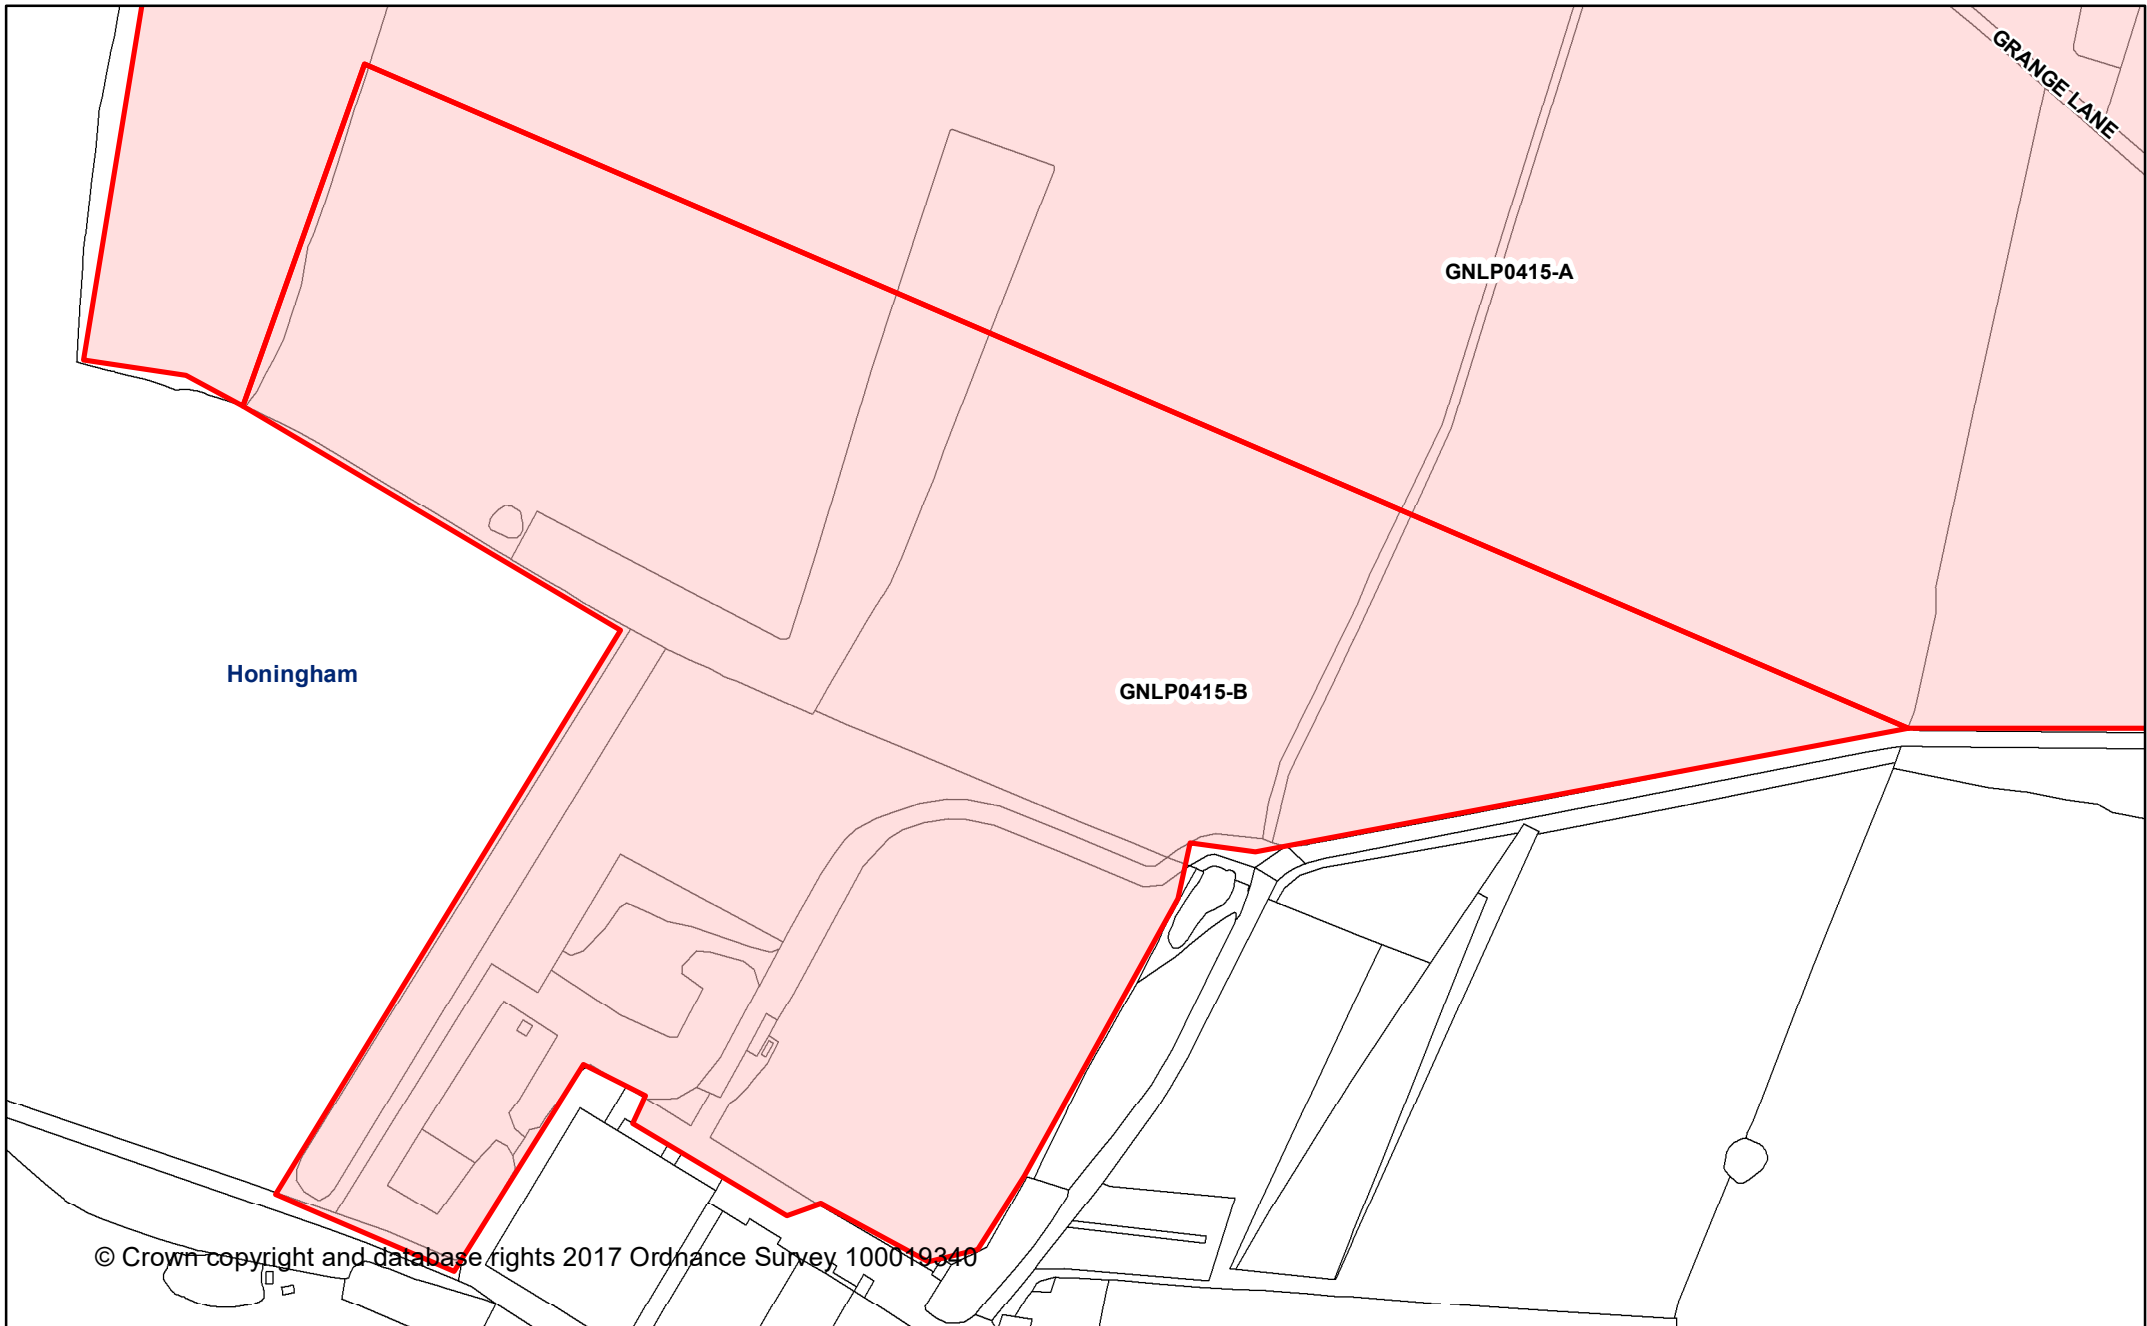 GRANGE LANE
GNLP0415-A
Honingham
GNLP0415-B
© Crown copyright and database rights 2017 Ordnance Survey 100019340